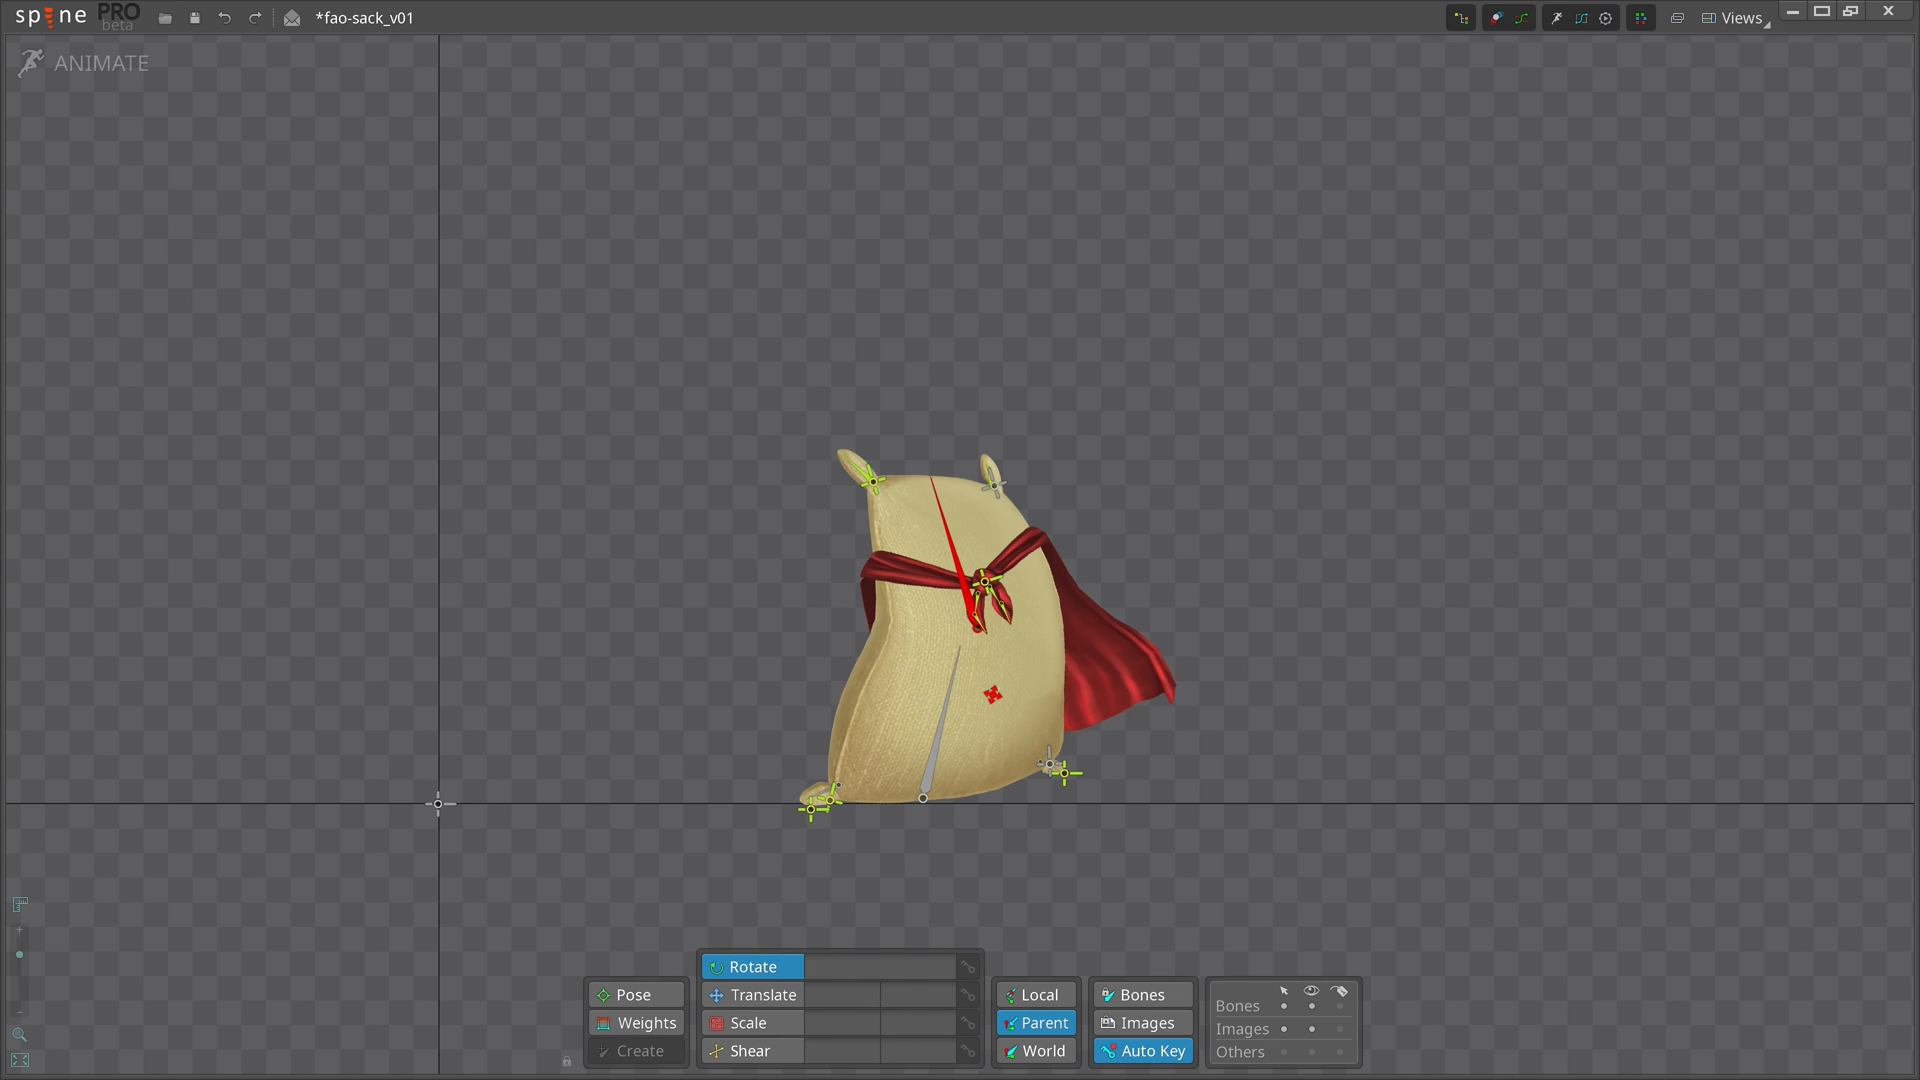 spine PRO beta
*fao-sack_v01
Views
ANIMATE
Rotate
Pose
Translate
Local
Bones
Weights
Scale
Parent
Images
Create
Shear
World
Auto Key
Bones
Images
Others